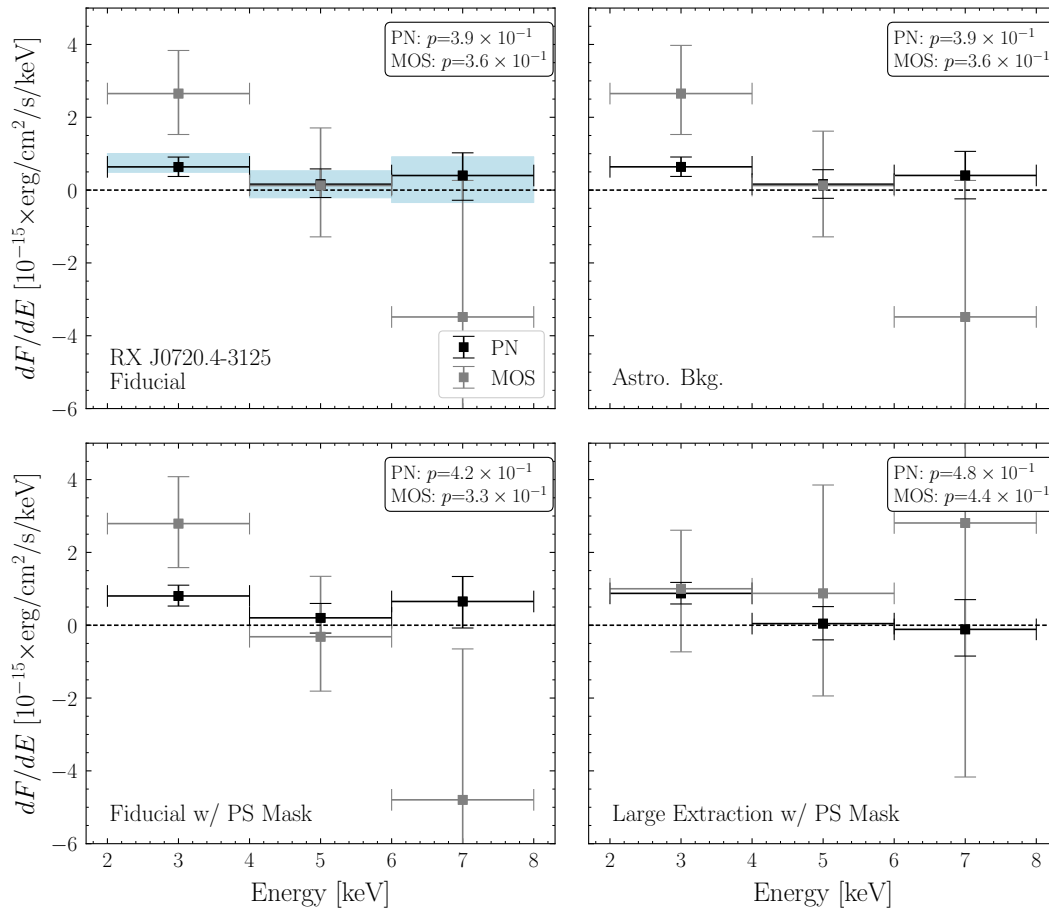 4
2
0
−2
−4
−6
dF/dE [10⁻¹⁵×erg/cm²/s/keV]
PN: p=3.9 × 10⁻¹
MOS: p=3.6 × 10⁻¹
RX J0720.4-3125
Fiducial
PN
MOS
PN: p=3.9 × 10⁻¹
MOS: p=3.6 × 10⁻¹
Astro. Bkg.
4
2
0
−2
−4
−6
dF/dE [10⁻¹⁵×erg/cm²/s/keV]
PN: p=4.2 × 10⁻¹
MOS: p=3.3 × 10⁻¹
Fiducial w/ PS Mask
2 3 4 5 6 7 8
Energy [keV]
PN: p=4.8 × 10⁻¹
MOS: p=4.4 × 10⁻¹
Large Extraction w/ PS Mask
2 3 4 5 6 7 8
Energy [keV]